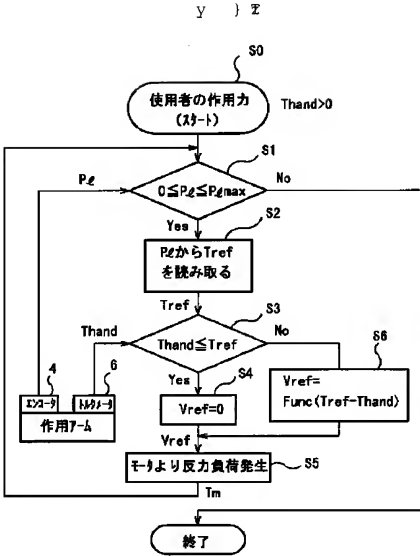 S0
使用者の作用力
(スタート)
Thand>0
S1
Pℓ
0≦Pℓ≦Pℓmax
No
Yes
S2
PℓからTref
を読み取る
Tref
S3
Thand
Thand≦Tref
No
Yes
S4
S6
4
6
エンコータ
トルクメータ
作用アーム
Vref=0
Vref=
Func(Tref-Thand)
Vref
S5
モータより反力負荷発生
Tm
終了